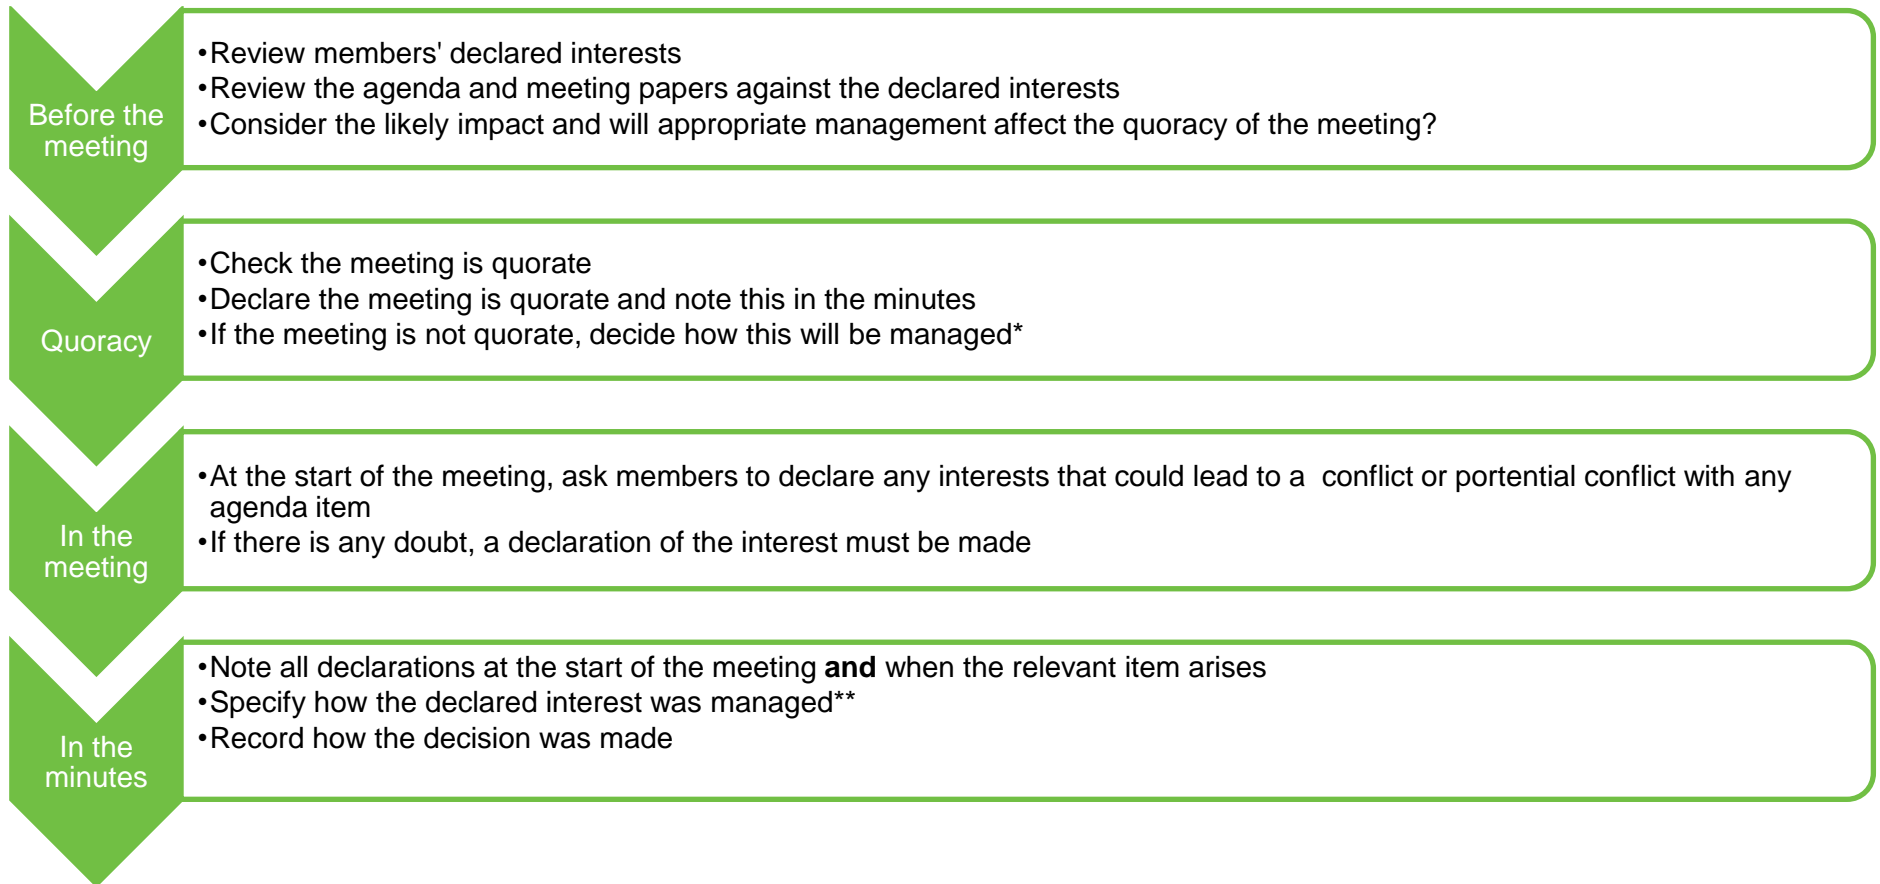 Before the
meeting
•Review members' declared interests
•Review the agenda and meeting papers against the declared interests
•Consider the likely impact and will appropriate management affect the quoracy of the meeting?
Quoracy
•Check the meeting is quorate
•Declare the meeting is quorate and note this in the minutes
•If the meeting is not quorate, decide how this will be managed*
In the
meeting
•At the start of the meeting, ask members to declare any interests that could lead to a  conflict or portential conflict with any
agenda item
•If there is any doubt, a declaration of the interest must be made
In the
minutes
•Note all declarations at the start of the meeting and when the relevant item arises
•Specify how the declared interest was managed**
•Record how the decision was made